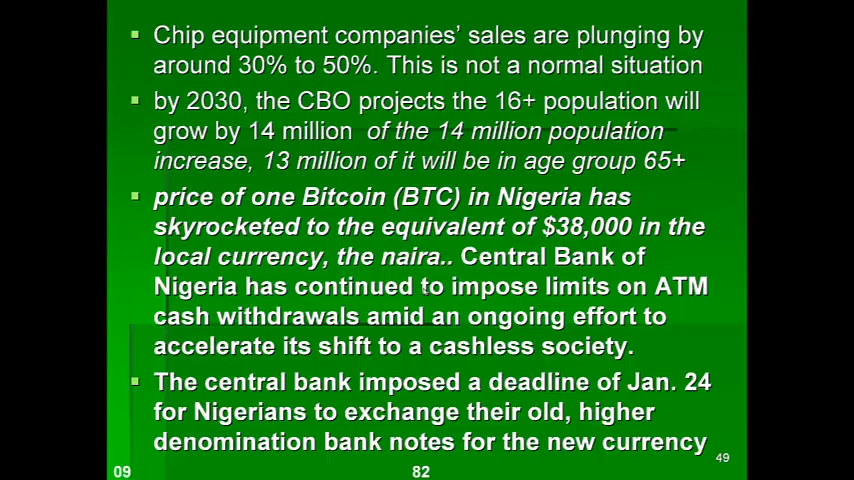 Chip equipment companies’ sales are plunging by
around 30% to 50%. This is not a normal situation
by 2030, the CBO projects the 16+ population will
grow by 14 million of the 14 million population
increase, 13 million of it will be in age group 65+
price of one Bitcoin (BTC) in Nigeria has
skyrocketed to the equivalent of $38,000 in the
local currency, the naira.. Central Bank of
Nigeria has continued to impose limits on ATM
cash withdrawals amid an ongoing effort to
accelerate its shift to a cashless society.
The central bank imposed a deadline of Jan. 24
for Nigerians to exchange their old, higher
denomination bank notes for the new currency
49
09
82